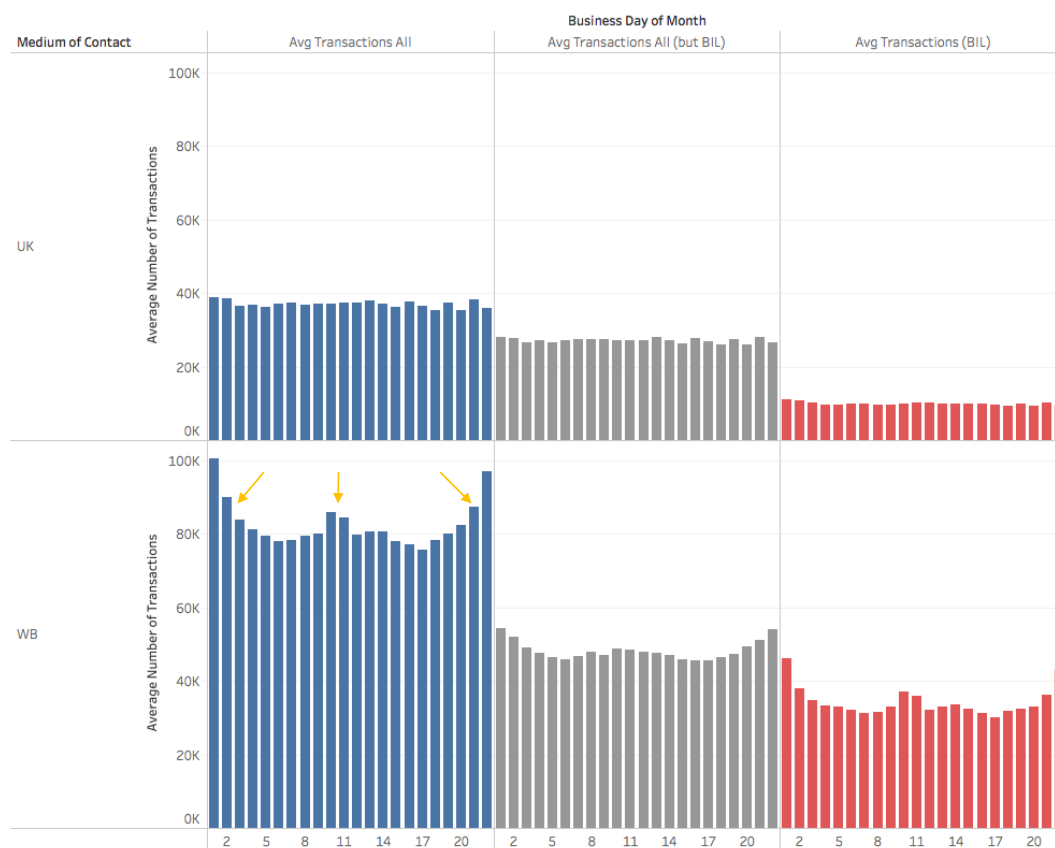 Business Day of Month
Medium of Contact Avg Transactions All Avg Transactions All (but BIL) Avg Transactions (BIL)
UK
Average Number of Transactions
100K
80K
60K
40K
20K
0K
WB
Average Number of Transactions
100K
80K
60K
40K
20K
0K
2 5 8 11 14 17 20 2 5 8 11 14 17 20 2 5 8 11 14 17 20